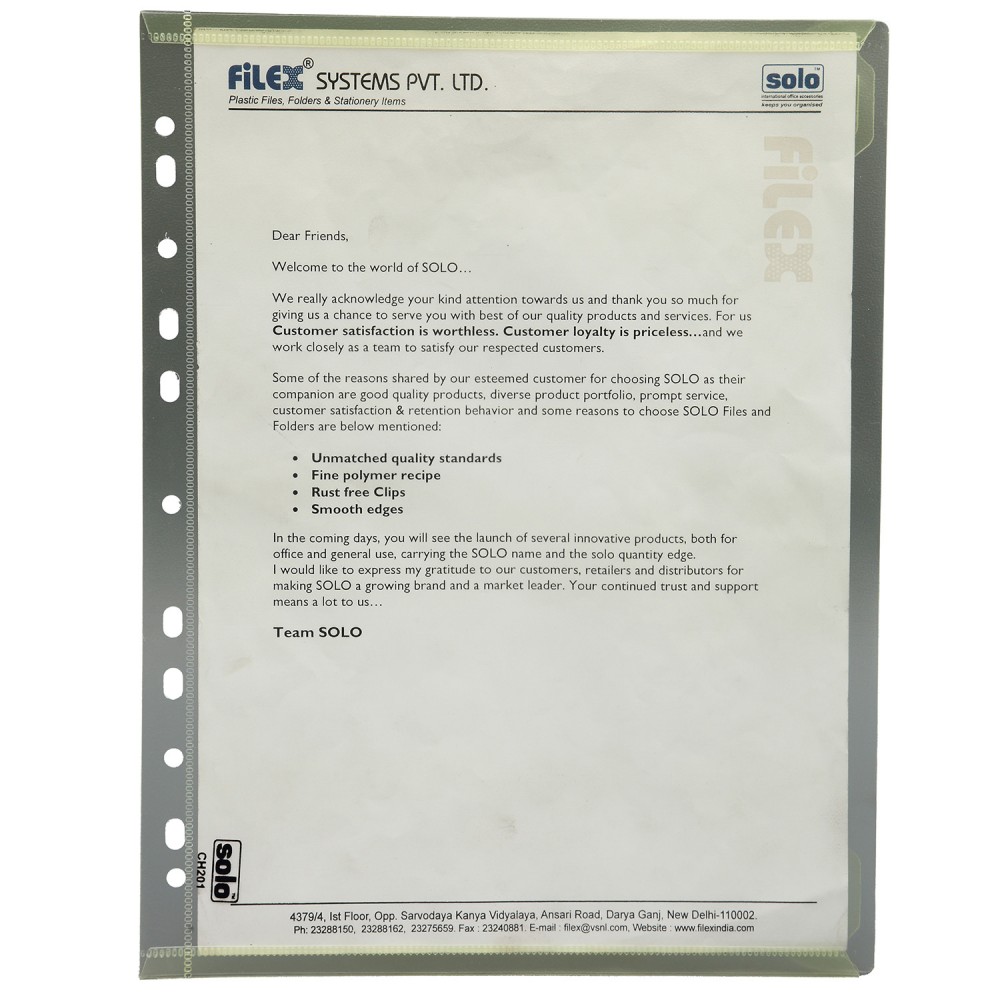 FiLEX® SYSTEMS PVT. LTD.
Plastic Files, Folders & Stationery Items
solo™
international office accessories
keeps you organised
FiLEX
Dear Friends,
Welcome to the world of SOLO…
We really acknowledge your kind attention towards us and thank you so much for
giving us a chance to serve you with best of our quality products and services. For us
Customer satisfaction is worthless. Customer loyalty is priceless…and we
work closely as a team to satisfy our respected customers.
Some of the reasons shared by our esteemed customer for choosing SOLO as their
companion are good quality products, diverse product portfolio, prompt service,
customer satisfaction & retention behavior and some reasons to choose SOLO Files and
Folders are below mentioned:
• Unmatched quality standards
• Fine polymer recipe
• Rust free Clips
• Smooth edges
In the coming days, you will see the launch of several innovative products, both for
office and general use, carrying the SOLO name and the solo quantity edge.
I would like to express my gratitude to our customers, retailers and distributors for
making SOLO a growing brand and a market leader. Your continued trust and support
means a lot to us…
Team SOLO
solo™
CH201
4379/4, Ist Floor, Opp. Sarvodaya Kanya Vidyalaya, Ansari Road, Darya Ganj, New Delhi-110002.
Ph: 23288150, 23288162, 23275659. Fax : 23240881. E-mail : filex@vsnl.com, Website : www.filexindia.com